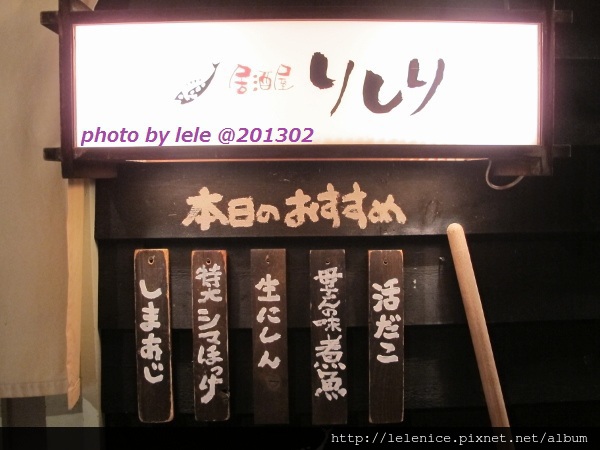 居酒屋 りしり
photo by lele @201302
本日のおすすめ
活だこ
母さんの味煮魚
生にしん
特大シマほっけ
しまあじ
http://lelenice.pixnet.net/album